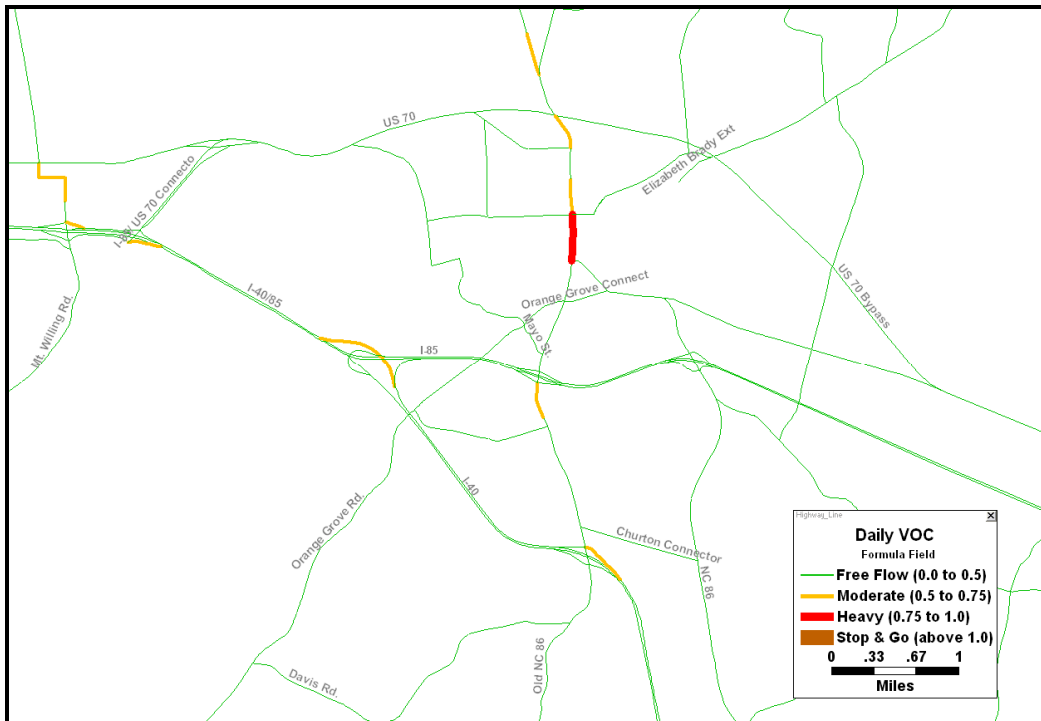 US 70
Elizabeth Brady Ext
I-85/ US 70 Connecto
US 70 Bypass
Orange Grove Connect
I-40/85
Mayo St.
Mt. Willing Rd.
I-85
I-40
Orange Grove Rd.
Churton Connector
NC 86
Old NC 86
Davis Rd.
Highway_Line
Daily VOC
Formula Field
Free Flow (0.0 to 0.5)
Moderate (0.5 to 0.75)
Heavy (0.75 to 1.0)
Stop & Go (above 1.0)
0 .33 .67 1
Miles